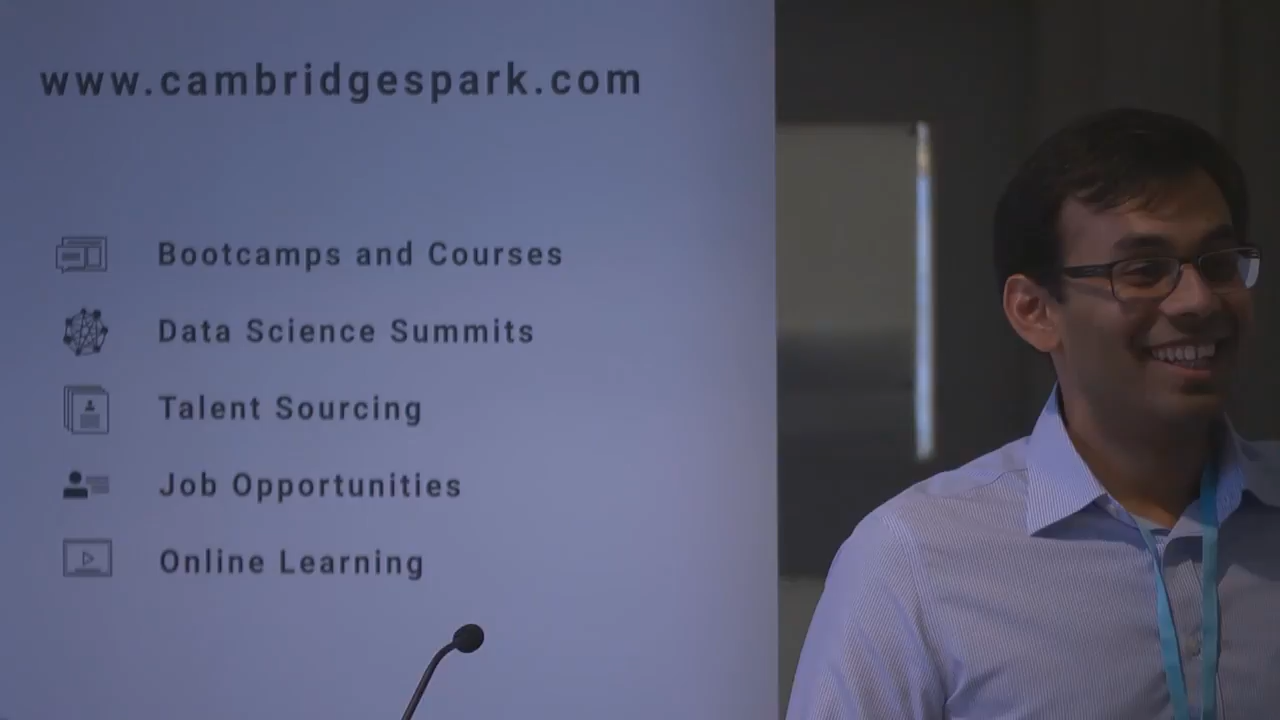 www.cambridgespark.com
Bootcamps and Courses
Data Science Summits
Talent Sourcing
Job Opportunities
Online Learning